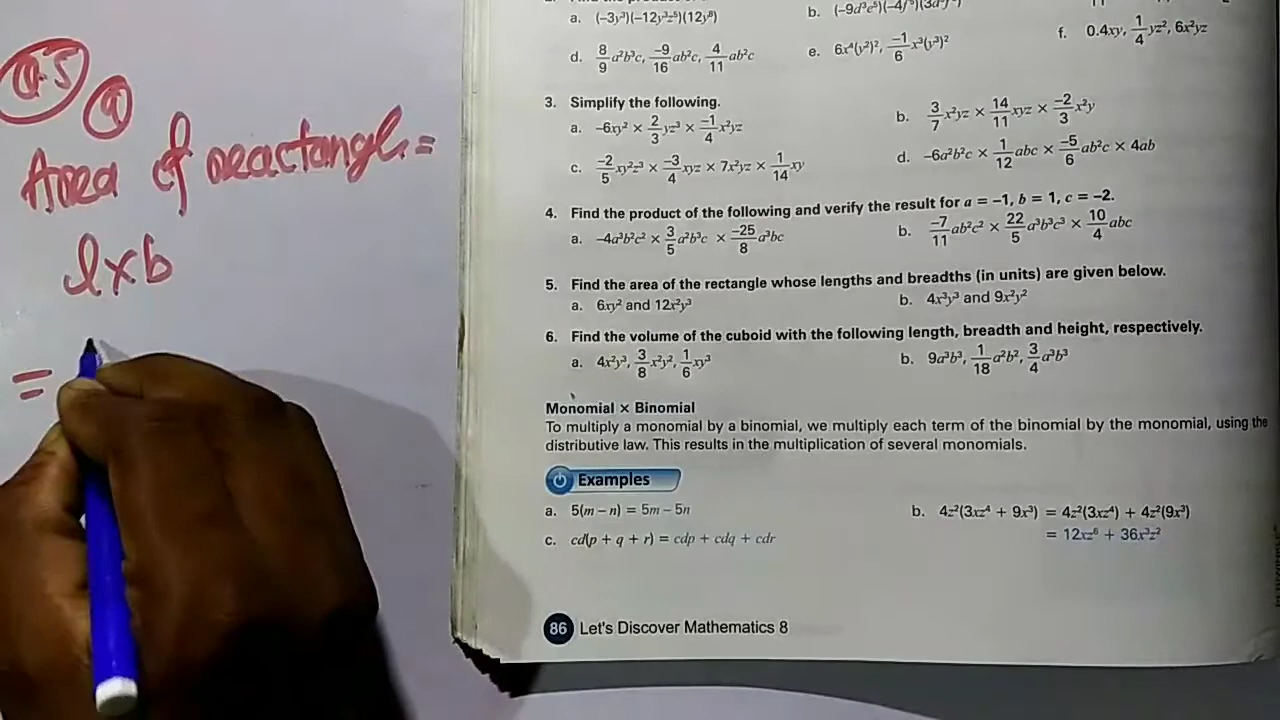 Q-5
a
Area of reactangle =
l×b
=
a. (–3y³)(–12y³z⁵)(12y⁸)
b. (–9d³e⁵)(–4f⁵)
d. 8/9 a²b³c, –9/16 ab²c, 4/11 ab²c
e. 6x⁴(y²)², –1/6 x³(y³)²
f. 0.4xy, 1/4 yz², 6x²yz
3. Simplify the following.
a. –6xy² × 2/3 yz³ × –1/4 x²yz
b. 3/7 x²yz × 14/11 xyz × –2/3 x²y
c. –2/5 xy²z³ × –3/4 xyz × 7x²yz × 1/14 xy
d. –6a²b²c × 1/12 abc × –5/6 ab²c × 4ab
4. Find the product of the following and verify the result for a = –1, b = 1, c = –2.
a. –4a³b²c² × 3/5 a²b³c × –25/8 a³bc
b. –7/11 ab²c² × 22/5 a³b³c³ × 10/4 abc
5. Find the area of the rectangle whose lengths and breadths (in units) are given below.
a. 6xy² and 12x²y³
b. 4x³y³ and 9x²y²
6. Find the volume of the cuboid with the following length, breadth and height, respectively.
a. 4x²y³, 3/8 x²y², 1/6 xy³
b. 9a³b³, 1/18 a²b², 3/4 a³b³
Monomial × Binomial
To multiply a monomial by a binomial, we multiply each term of the binomial by the monomial, using the
distributive law. This results in the multiplication of several monomials.
Examples
a. 5(m – n) = 5m – 5n
b. 4z²(3xz⁴ + 9x³) = 4z²(3xz⁴) + 4z²(9x³)
= 12xz⁶ + 36x³z²
c. cd(p + q + r) = cdp + cdq + cdr
86 Let's Discover Mathematics 8